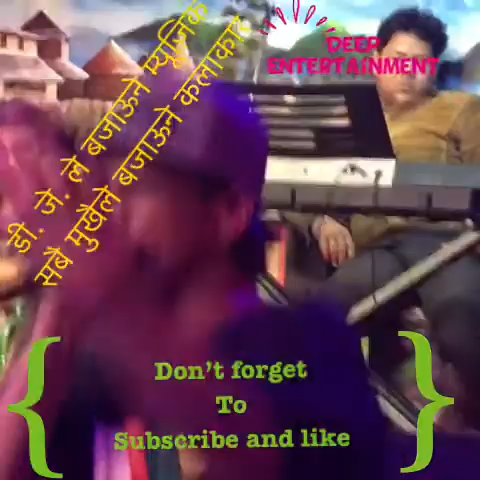 DEEP
ENTERTAINMENT
डी. जे. ले बजाऊने म्यूजिक
सबै मुखैले बजाऊने कलाकार
Don't forget
To
Subscribe and like
{ }